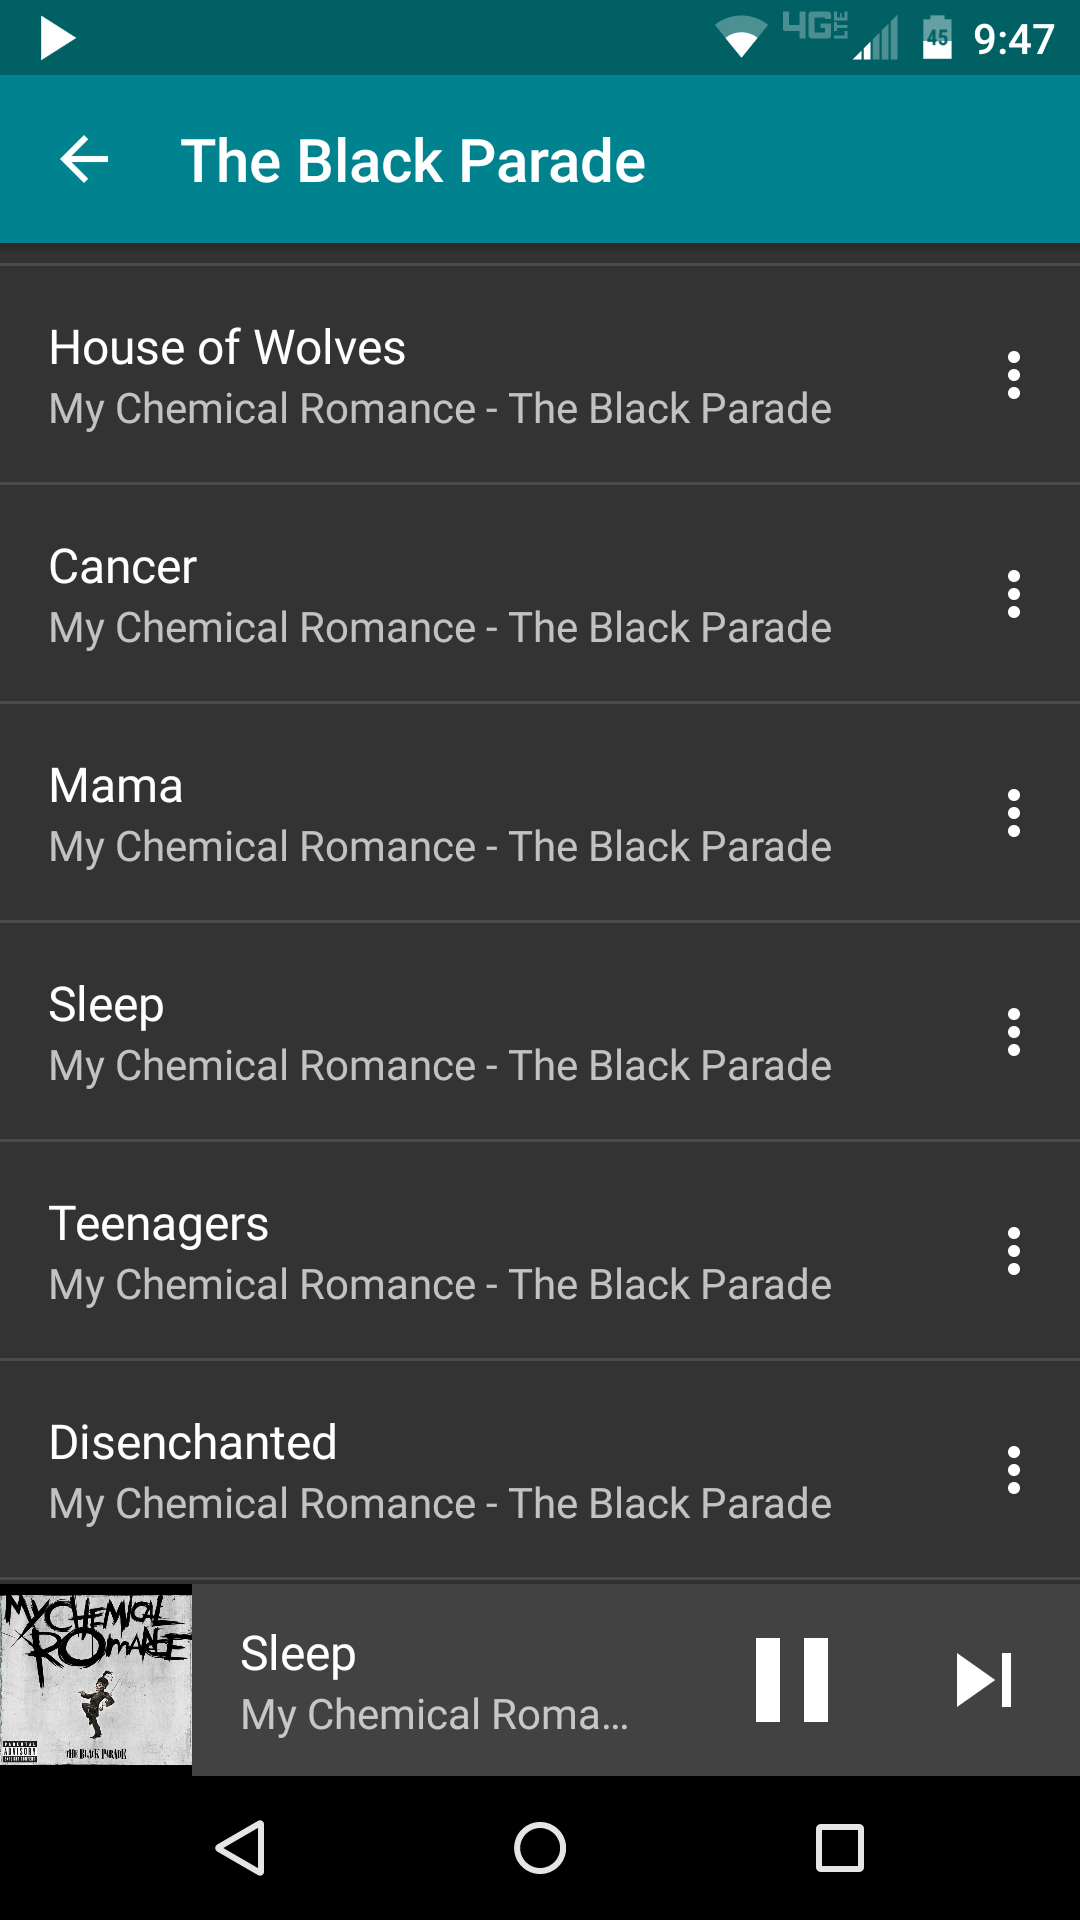 4G LTE 45 9:47
The Black Parade
House of Wolves
My Chemical Romance - The Black Parade
Cancer
My Chemical Romance - The Black Parade
Mama
My Chemical Romance - The Black Parade
Sleep
My Chemical Romance - The Black Parade
Teenagers
My Chemical Romance - The Black Parade
Disenchanted
My Chemical Romance - The Black Parade
MY CHEMICAL
ROMANCE
PARENTAL
ADVISORY
EXPLICIT CONTENT
THE BLACK PARADE
Sleep
My Chemical Roma...